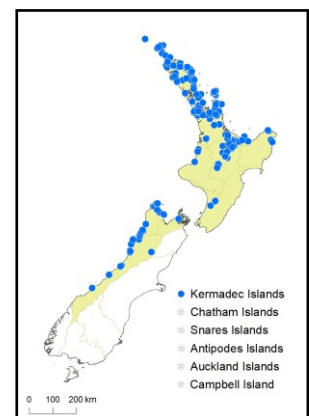 Kermadec Islands
Chatham Islands
Snares Islands
Antipodes Islands
Auckland Islands
Campbell Island
0 100 200 km